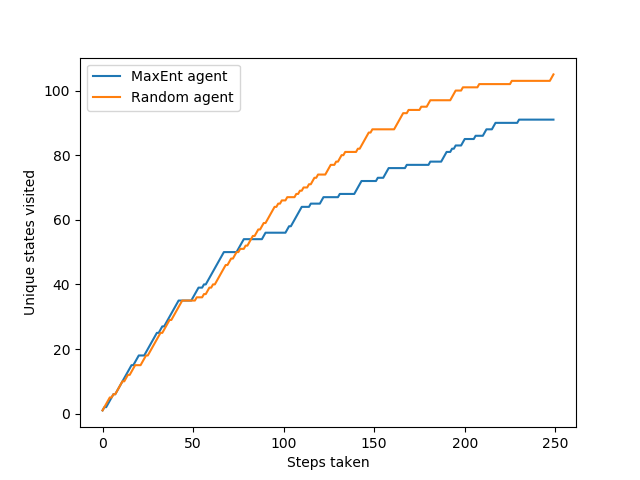 MaxEnt agent
Random agent
100
80
60
40
20
0
Unique states visited
0 50 100 150 200 250
Steps taken